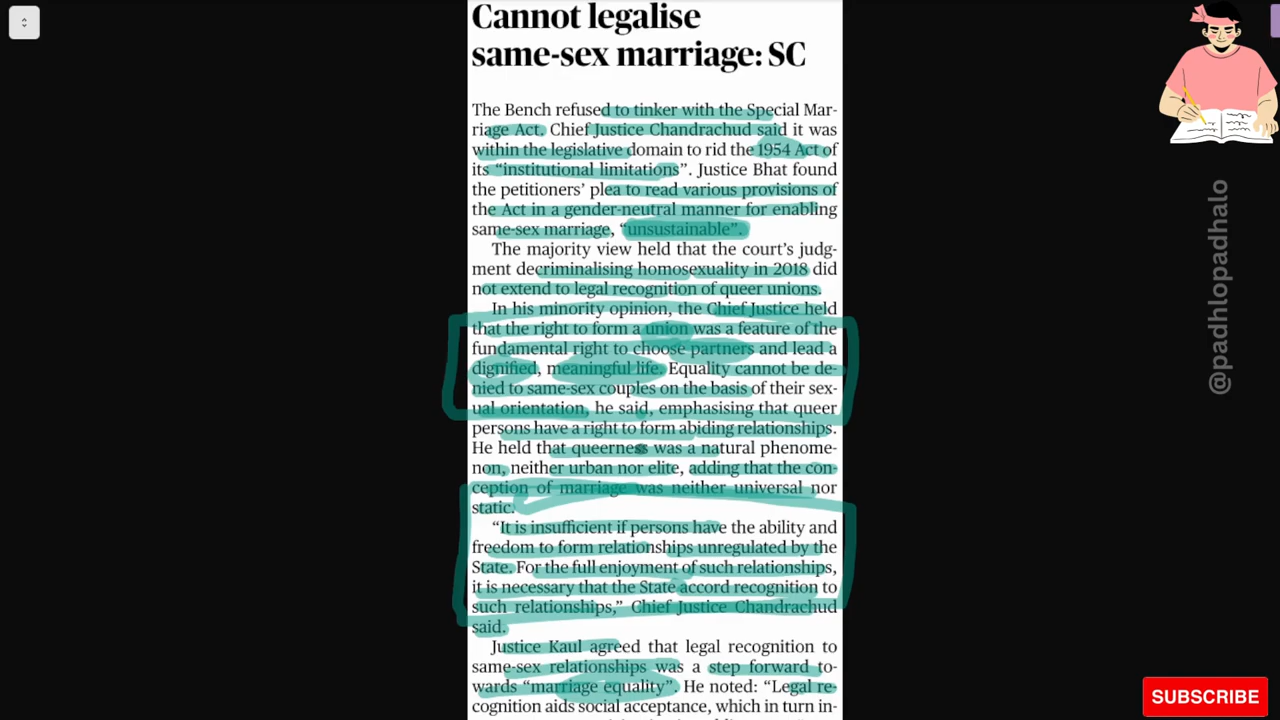 Cannot legalise
same-sex marriage: SC
The Bench refused to tinker with the Special Mar-
riage Act. Chief Justice Chandrachud said it was
within the legislative domain to rid the 1954 Act of
its “institutional limitations”. Justice Bhat found
the petitioners’ plea to read various provisions of
the Act in a gender-neutral manner for enabling
same-sex marriage, “unsustainable”.
The majority view held that the court’s judg-
ment decriminalising homosexuality in 2018 did
not extend to legal recognition of queer unions.
In his minority opinion, the Chief Justice held
that the right to form a union was a feature of the
fundamental right to choose partners and lead a
dignified, meaningful life. Equality cannot be de-
nied to same-sex couples on the basis of their sex-
ual orientation, he said, emphasising that queer
persons have a right to form abiding relationships.
He held that queerness was a natural phenome-
non, neither urban nor elite, adding that the con-
ception of marriage was neither universal nor
static.
“It is insufficient if persons have the ability and
freedom to form relationships unregulated by the
State. For the full enjoyment of such relationships,
it is necessary that the State accord recognition to
such relationships,” Chief Justice Chandrachud
said.
Justice Kaul agreed that legal recognition to
same-sex relationships was a step forward to-
wards “marriage equality”. He noted: “Legal re-
cognition aids social acceptance, which in turn in-
@padhlopadhalo
SUBSCRIBE